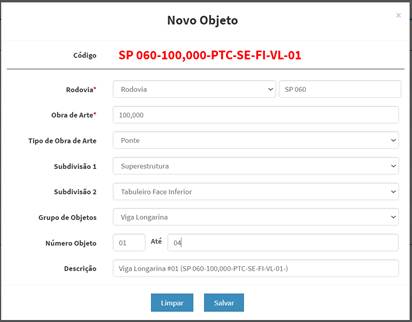 Novo Objeto ×
Código SP 060-100,000-PTC-SE-FI-VL-01
Rodovia* Rodovia SP 060
Obra de Arte* 100,000
Tipo de Obra de Arte Ponte
Subdivisão 1 Superestrutura
Subdivisão 2 Tabuleiro Face Inferior
Grupo de Objetos Viga Longarina
Número Objeto 01 Até 04
Descrição Viga Longarina #01 (SP 060-100,000-PTC-SE-FI-VL-01-)
Limpar Salvar